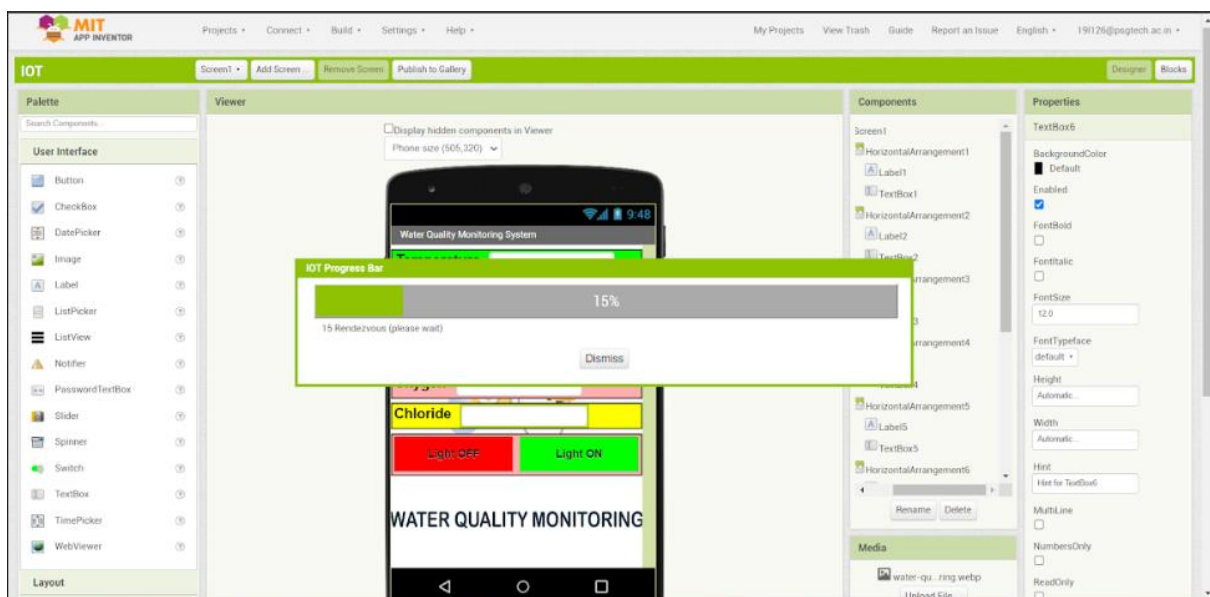 MIT
APP INVENTOR
Projects Connect Build Settings Help
My Projects View Trash Guide Report an Issue English 19l126@psgtech.ac.in
IOT
Screen1 Add Screen ... Remove Screen Publish to Gallery
Designer Blocks
Palette
Search Components...
User Interface
Button
CheckBox
DatePicker
Image
Label
ListPicker
ListView
Notifier
PasswordTextBox
Slider
Spinner
Switch
TextBox
TimePicker
WebViewer
Layout
Viewer
Display hidden components in Viewer
Phone size (505,320)
9:48
Water Quality Monitoring System
IOT Progress Bar
15%
15 Rendezvous (please wait)
Dismiss
Chloride
Light OFF Light ON
WATER QUALITY MONITORING
Components
Screen1
HorizontalArrangement1
Label1
TextBox1
HorizontalArrangement2
Label2
HorizontalArrangement5
Label5
TextBox5
HorizontalArrangement6
Rename Delete
Media
water-qu...ring.webp
Upload File ...
Properties
TextBox6
BackgroundColor
Default
Enabled
FontBold
FontItalic
FontSize
12.0
FontTypeface
default
Height
Automatic...
Width
Automatic...
Hint
Hint for TextBox6
MultiLine
NumbersOnly
ReadOnly